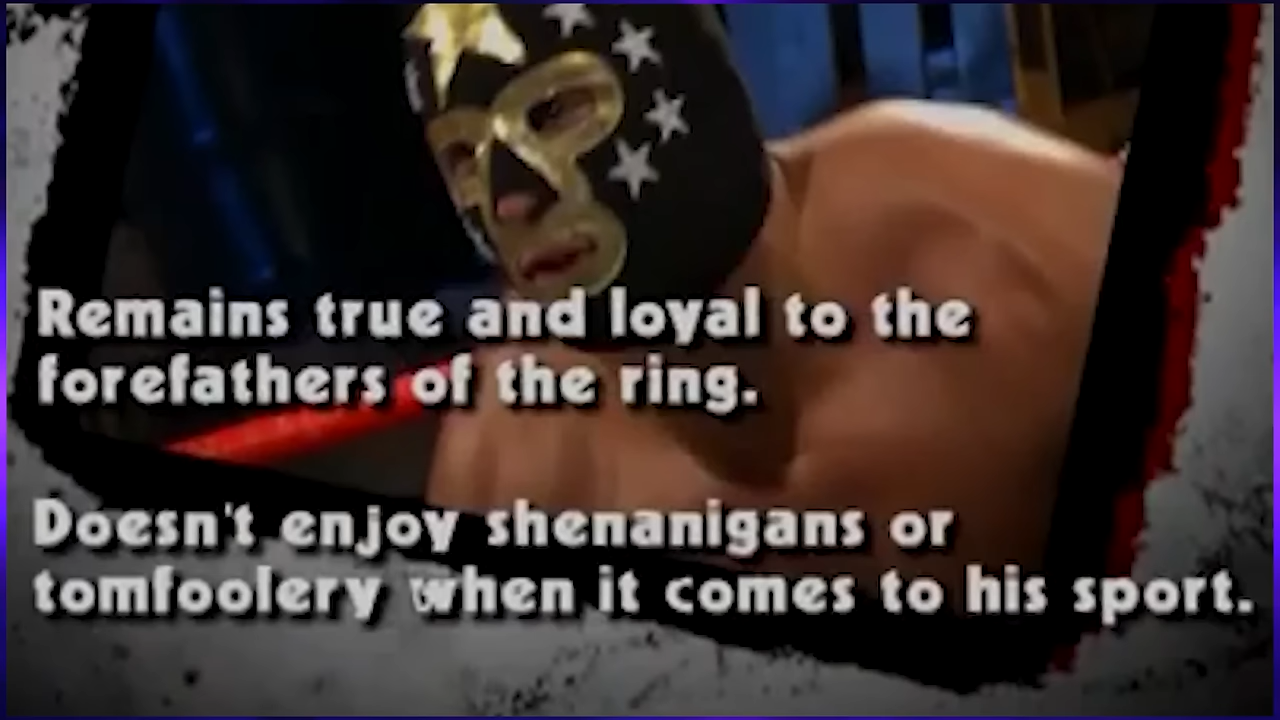 Remains true and loyal to the
forefathers of the ring.
Doesn't enjoy shenanigans or
tomfoolery when it comes to his sport.